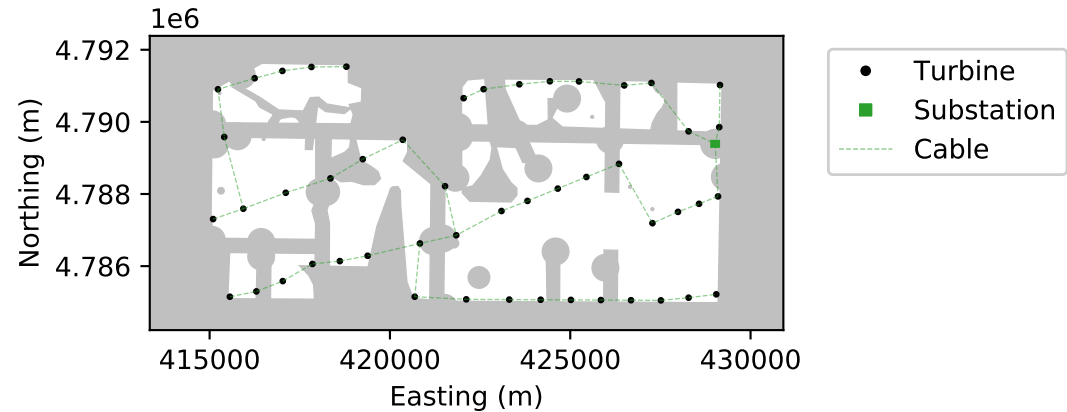 1e6
4.792
4.790
4.788
4.786
Northing (m)
415000
420000
425000
430000
Easting (m)
Turbine
Substation
Cable